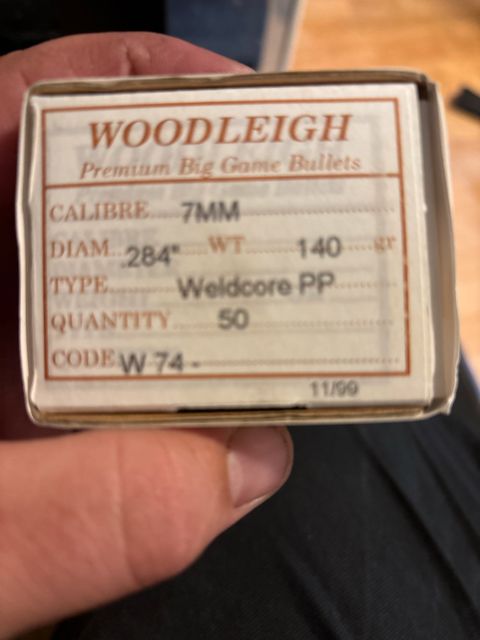 WOODLEIGH
Premium Big Game Bullets
CALIBRE 7MM
DIAM .284" WT 140 gr
TYPE Weldcore PP
QUANTITY 50
CODE W 74 -
11/99